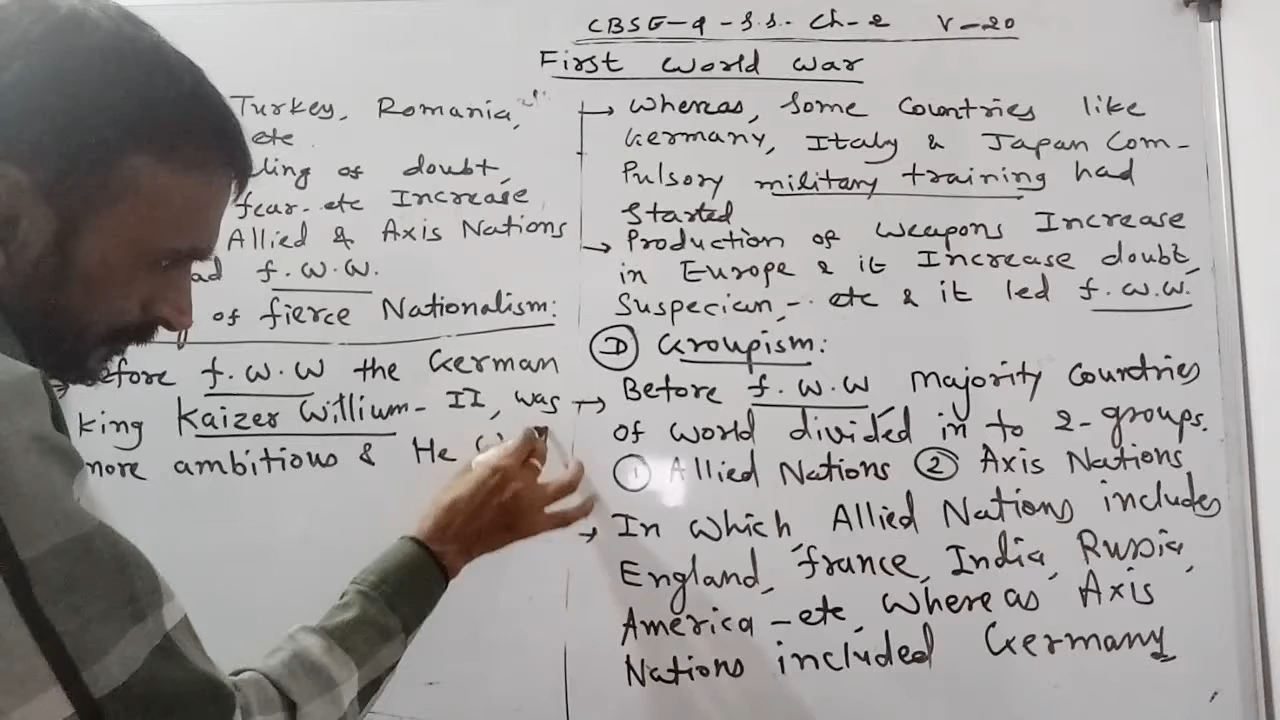 CBSE-9-S.S.- Ch-2 V-20
First World War
→ Whereas, Some Countries like
Germany, Italy & Japan Com-
Pulsory military training had
Started
→ Production of Weapons Increase
in Europe & it Increase doubt,
Suspecian,-. etc & it led f.w.w.
(D) Groupism:
→ Before f.w.w Majority Countries
of World divided in to 2-groups.
(1) Allied Nations (2) Axis Nations
→ In Which, Allied Nations includes
England, france, India, Russia,
America -etc, Whereas Axis
Nations included Germany
Turkey, Romania,
etc
ling of doubt,
fear-etc Increase
Allied & Axis Nations
ad f.w.w.
of fierce Nationalism:
→ Before f.w.w the German
king Kaizer Willium-II, was
more ambitious & He